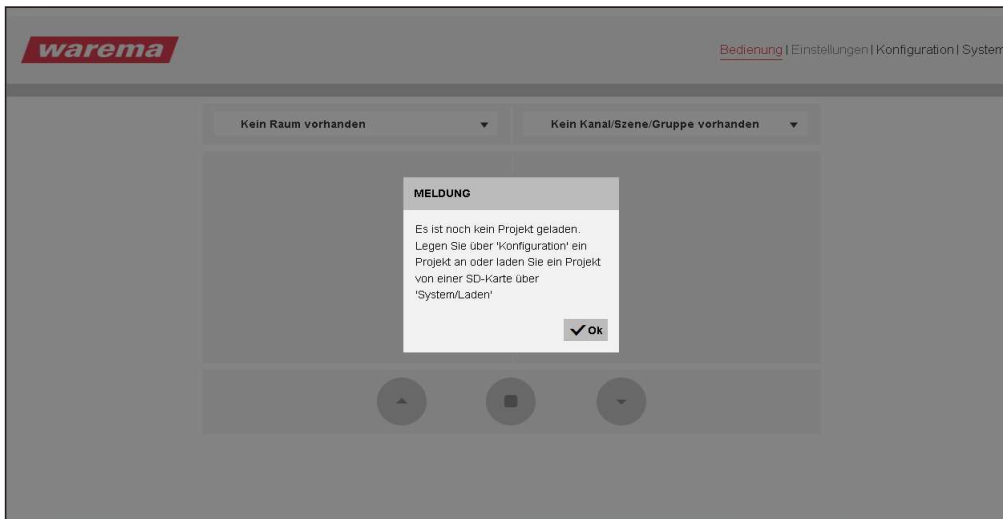 warema
Bedienung | Einstellungen | Konfiguration | System
Kein Raum vorhanden
Kein Kanal/Szene/Gruppe vorhanden
MELDUNG
Es ist noch kein Projekt geladen.
Legen Sie über 'Konfiguration' ein
Projekt an oder laden Sie ein Projekt
von einer SD-Karte über
'System/Laden'
Ok